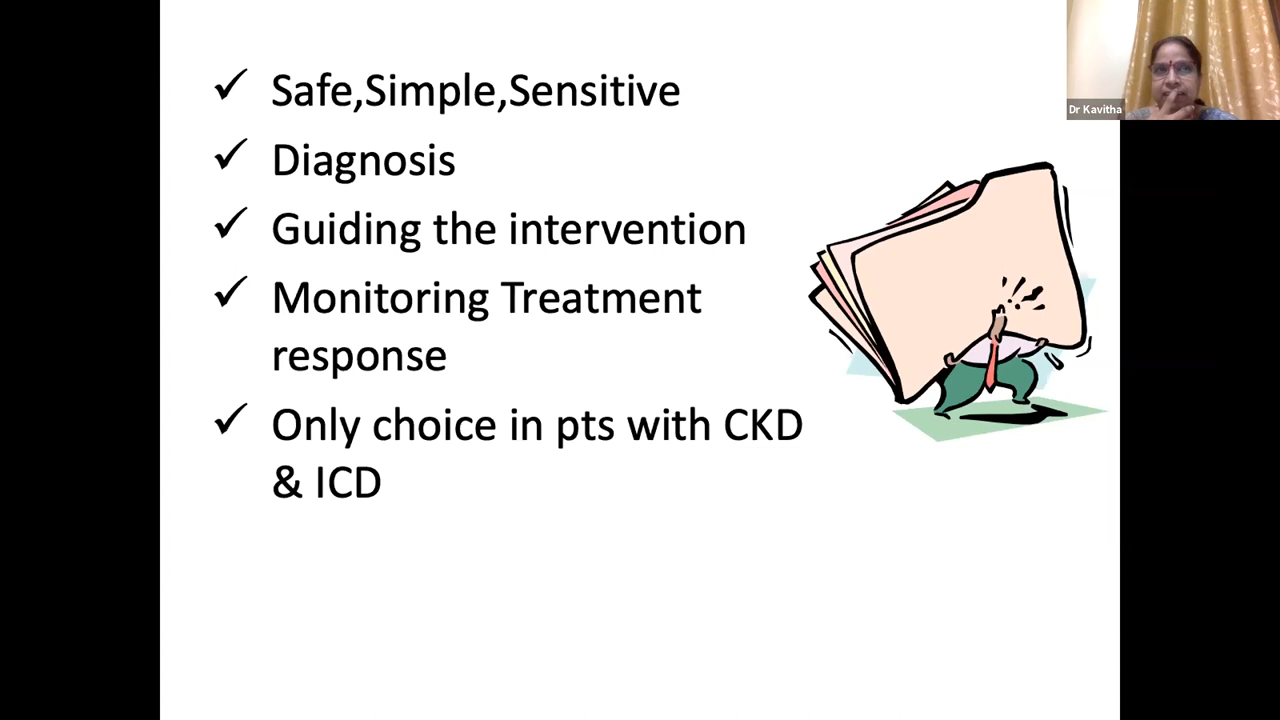 Safe,Simple,Sensitive
Diagnosis
Guiding the intervention
Monitoring Treatment
response
Only choice in pts with CKD
& ICD
Dr Kavitha